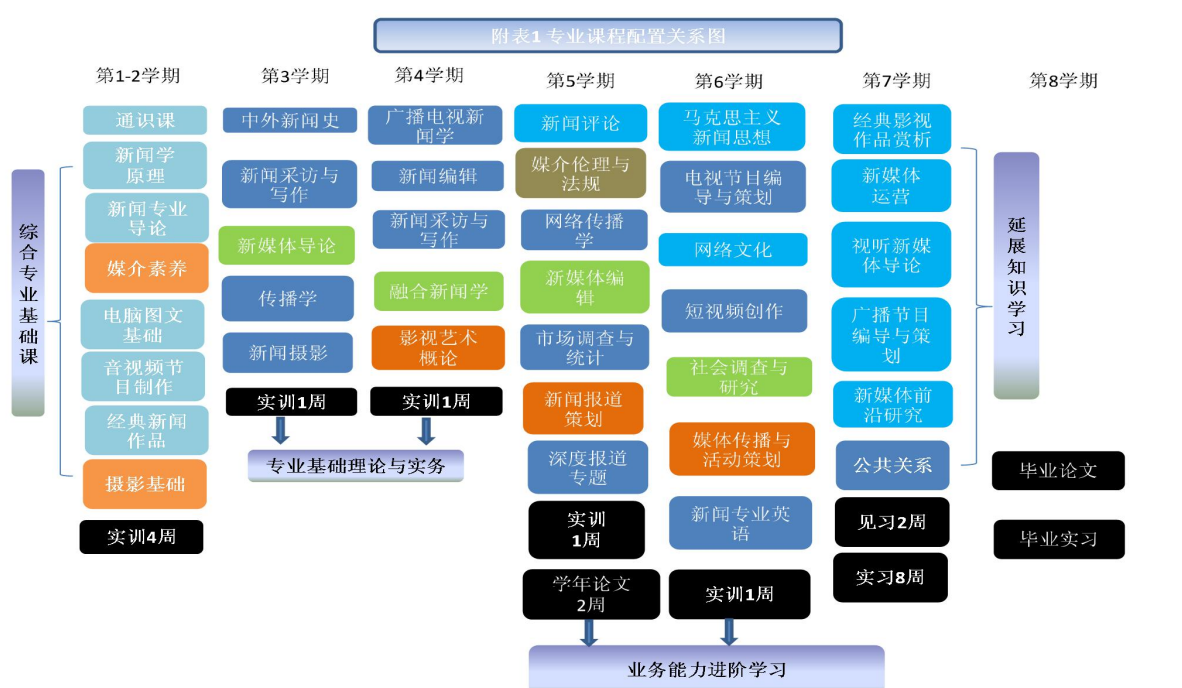 附表1 专业课程配置关系图
第1-2学期
第3学期
第4学期
第5学期
第6学期
第7学期
第8学期
综合专业基础课
通识课
新闻学
原理
新闻专业
导论
媒介素养
电脑图文
基础
音视频节
目制作
经典新闻
作品
摄影基础
实训4周
中外新闻史
新闻采访与
写作
新媒体导论
传播学
新闻摄影
实训1周
广播电视新
闻学
新闻编辑
新闻采访与
写作
融合新闻学
影视艺术
概论
实训1周
专业基础理论与实务
新闻评论
媒介伦理与
法规
网络传播
学
新媒体编
辑
市场调查与
统计
新闻报道
策划
深度报道
专题
实训
1周
学年论文
2周
马克思主义
新闻思想
电视节目编
导与策划
网络文化
短视频创作
社会调查与
研究
媒体传播与
活动策划
新闻专业英
语
实训1周
业务能力进阶学习
经典影视
作品赏析
新媒体
运营
视听新媒
体导论
广播节目
编导与策
划
新媒体前
沿研究
公共关系
见习2周
实习8周
延展知识学习
毕业论文
毕业实习